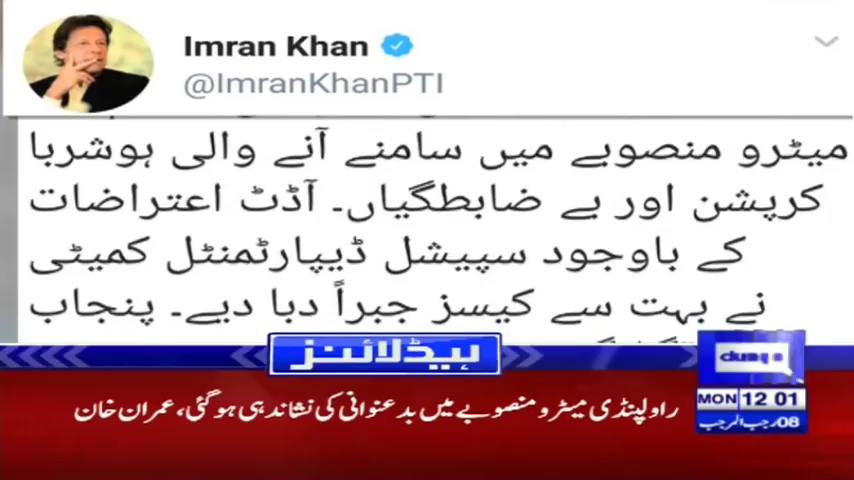 Imran Khan
@ImranKhanPTI
میٹرو منصوبے میں سامنے آنے والی ہوشربا
کرپشن اور بے ضابطگیاں۔ آڈٹ اعتراضات
کے باوجود سپیشل ڈیپارٹمنٹل کمیٹی
نے بہت سے کیسز جبراً دبا دیے۔ پنجاب
ہیڈلائنز
راولپنڈی میٹرو منصوبے میں بدعنوانی کی نشاندہی ہوگئی، عمران خان
MON 12 01
08 رجب المرجب